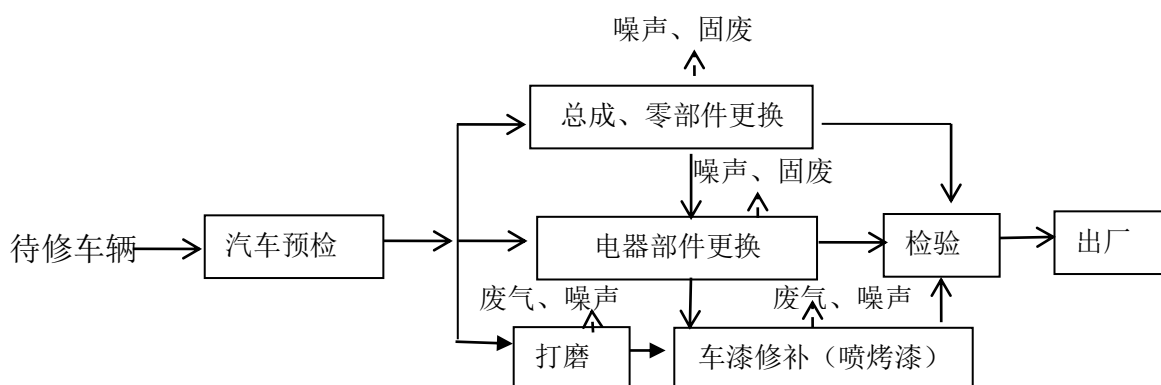 噪声、固废
总成、零部件更换
噪声、固废
待修车辆
汽车预检
电器部件更换
检验
出厂
废气、噪声
废气、噪声
打磨
车漆修补（喷烤漆）